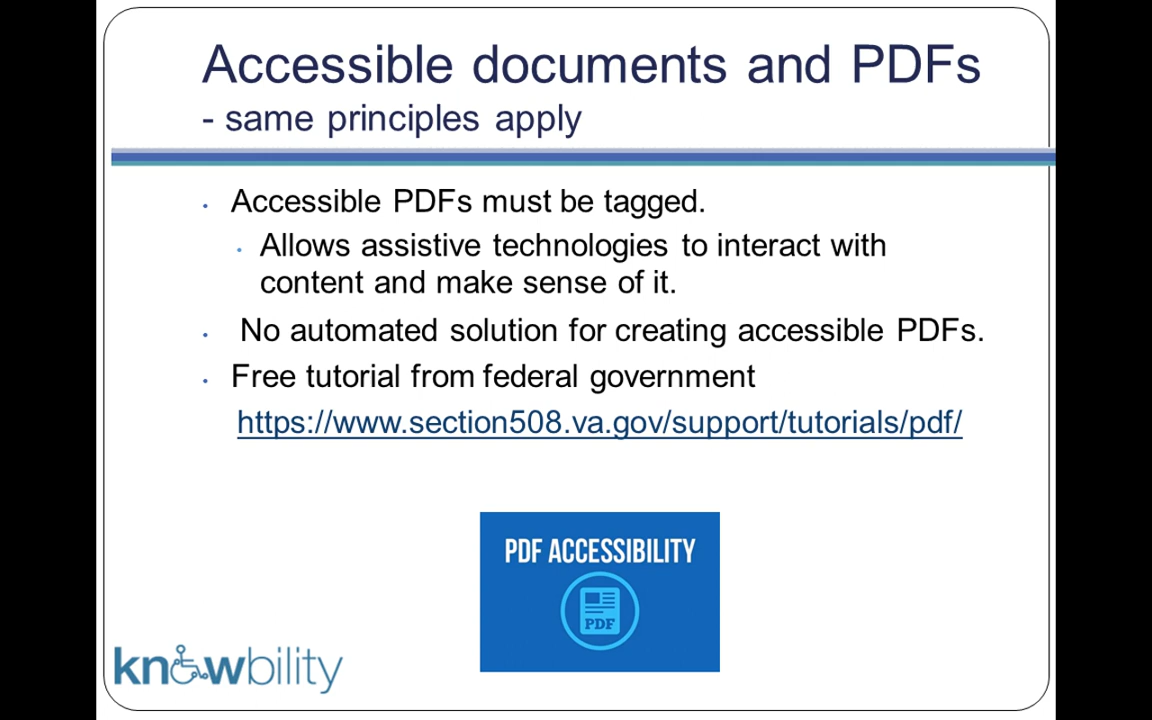 Accessible documents and PDFs
- same principles apply
• Accessible PDFs must be tagged.
• Allows assistive technologies to interact with
content and make sense of it.
• No automated solution for creating accessible PDFs.
• Free tutorial from federal government
https://www.section508.va.gov/support/tutorials/pdf/
PDF ACCESSIBILITY
PDF
knowbility